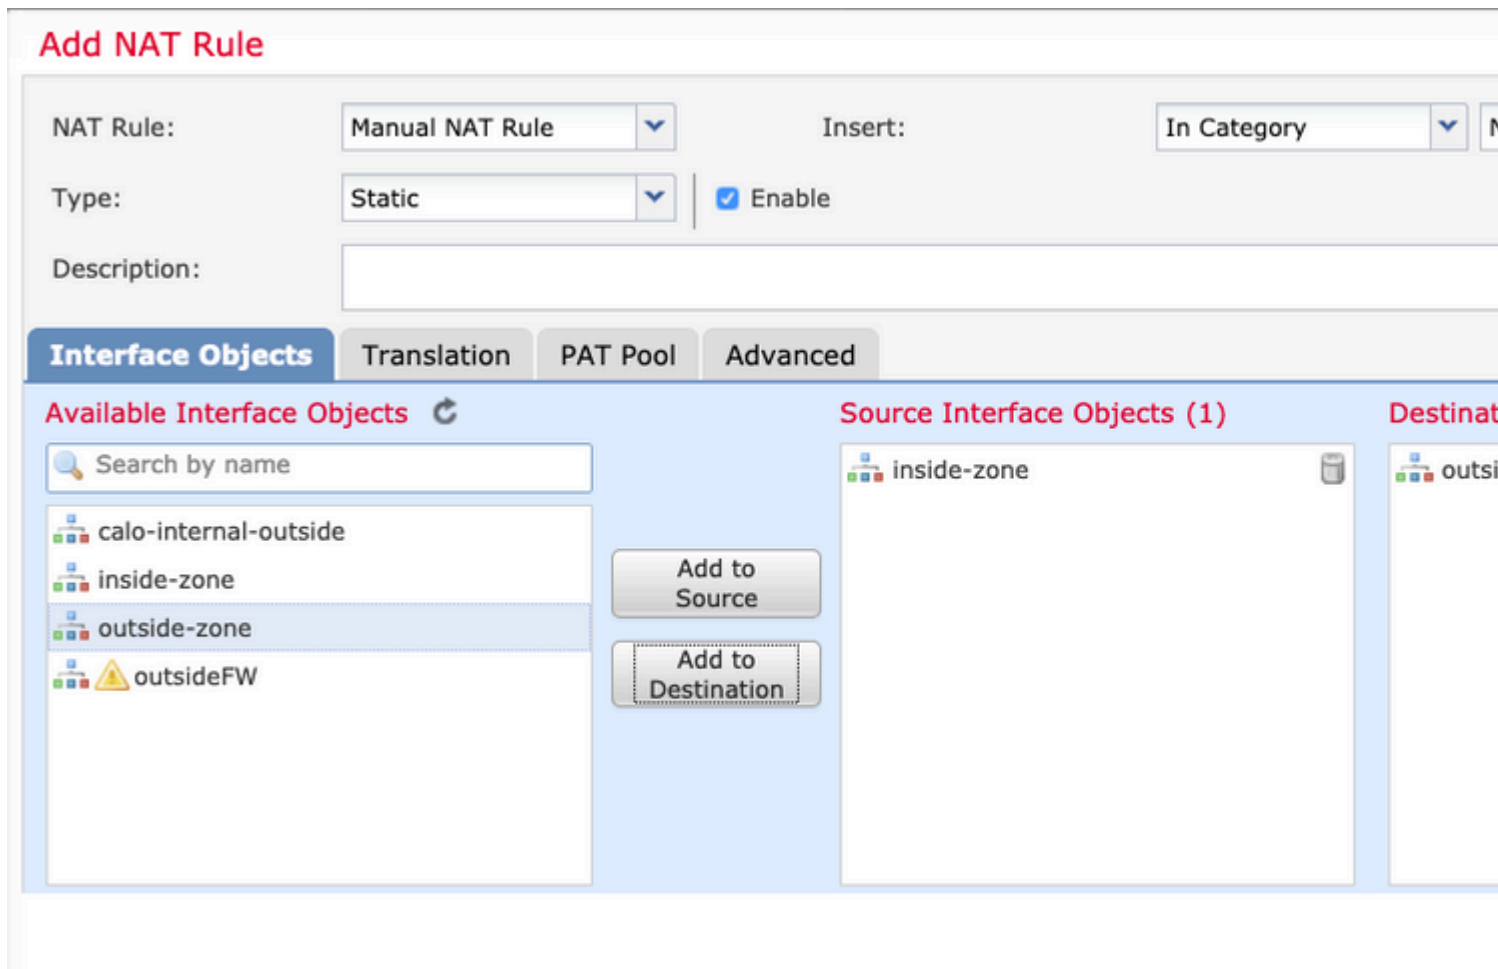 Add NAT Rule
NAT Rule: Manual NAT Rule Insert: In Category
Type: Static Enable
Description:
Interface Objects Translation PAT Pool Advanced
Available Interface Objects Source Interface Objects (1)
Search by name
inside-zone
calo-internal-outside
inside-zone
outside-zone
outsideFW
Add to
Source
Add to
Destination